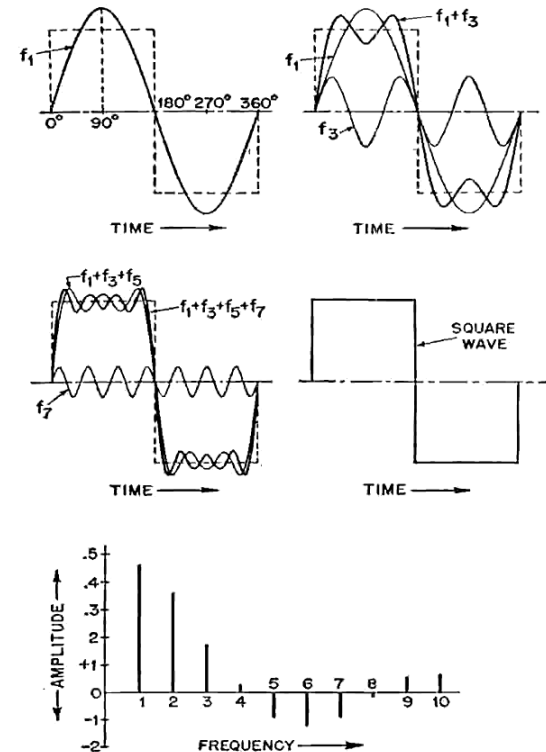 f1
0° 90° 180° 270° 360°
TIME
f1+f3
f1
f3
TIME
f1+f3+f5
f1+f3+f5+f7
f7
TIME
SQUARE
WAVE
TIME
AMPLITUDE
.5
.4
.3
2
+1
0
-1
-2
1 2 3 4 5 6 7 8 9 10
FREQUENCY